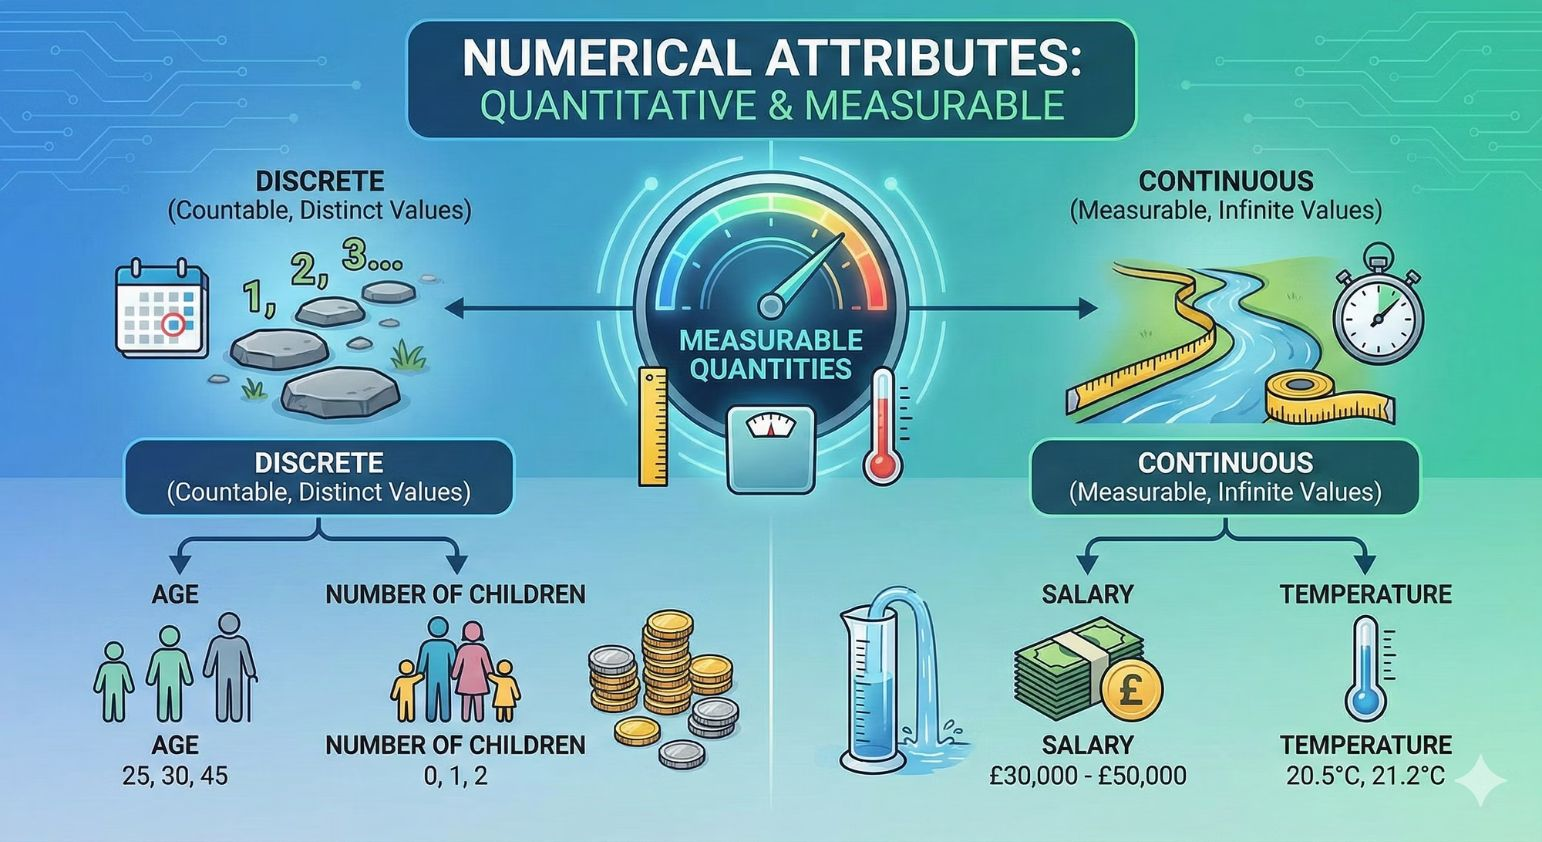 NUMERICAL ATTRIBUTES:
QUANTITATIVE & MEASURABLE
DISCRETE
(Countable, Distinct Values)
1, 2, 3...
MEASURABLE
QUANTITIES
CONTINUOUS
(Measurable, Infinite Values)
DISCRETE
(Countable, Distinct Values)
AGE
NUMBER OF CHILDREN
AGE
25, 30, 45
NUMBER OF CHILDREN
0, 1, 2
CONTINUOUS
(Measurable, Infinite Values)
SALARY
TEMPERATURE
£
SALARY
£30,000 - £50,000
TEMPERATURE
20.5°C, 21.2°C